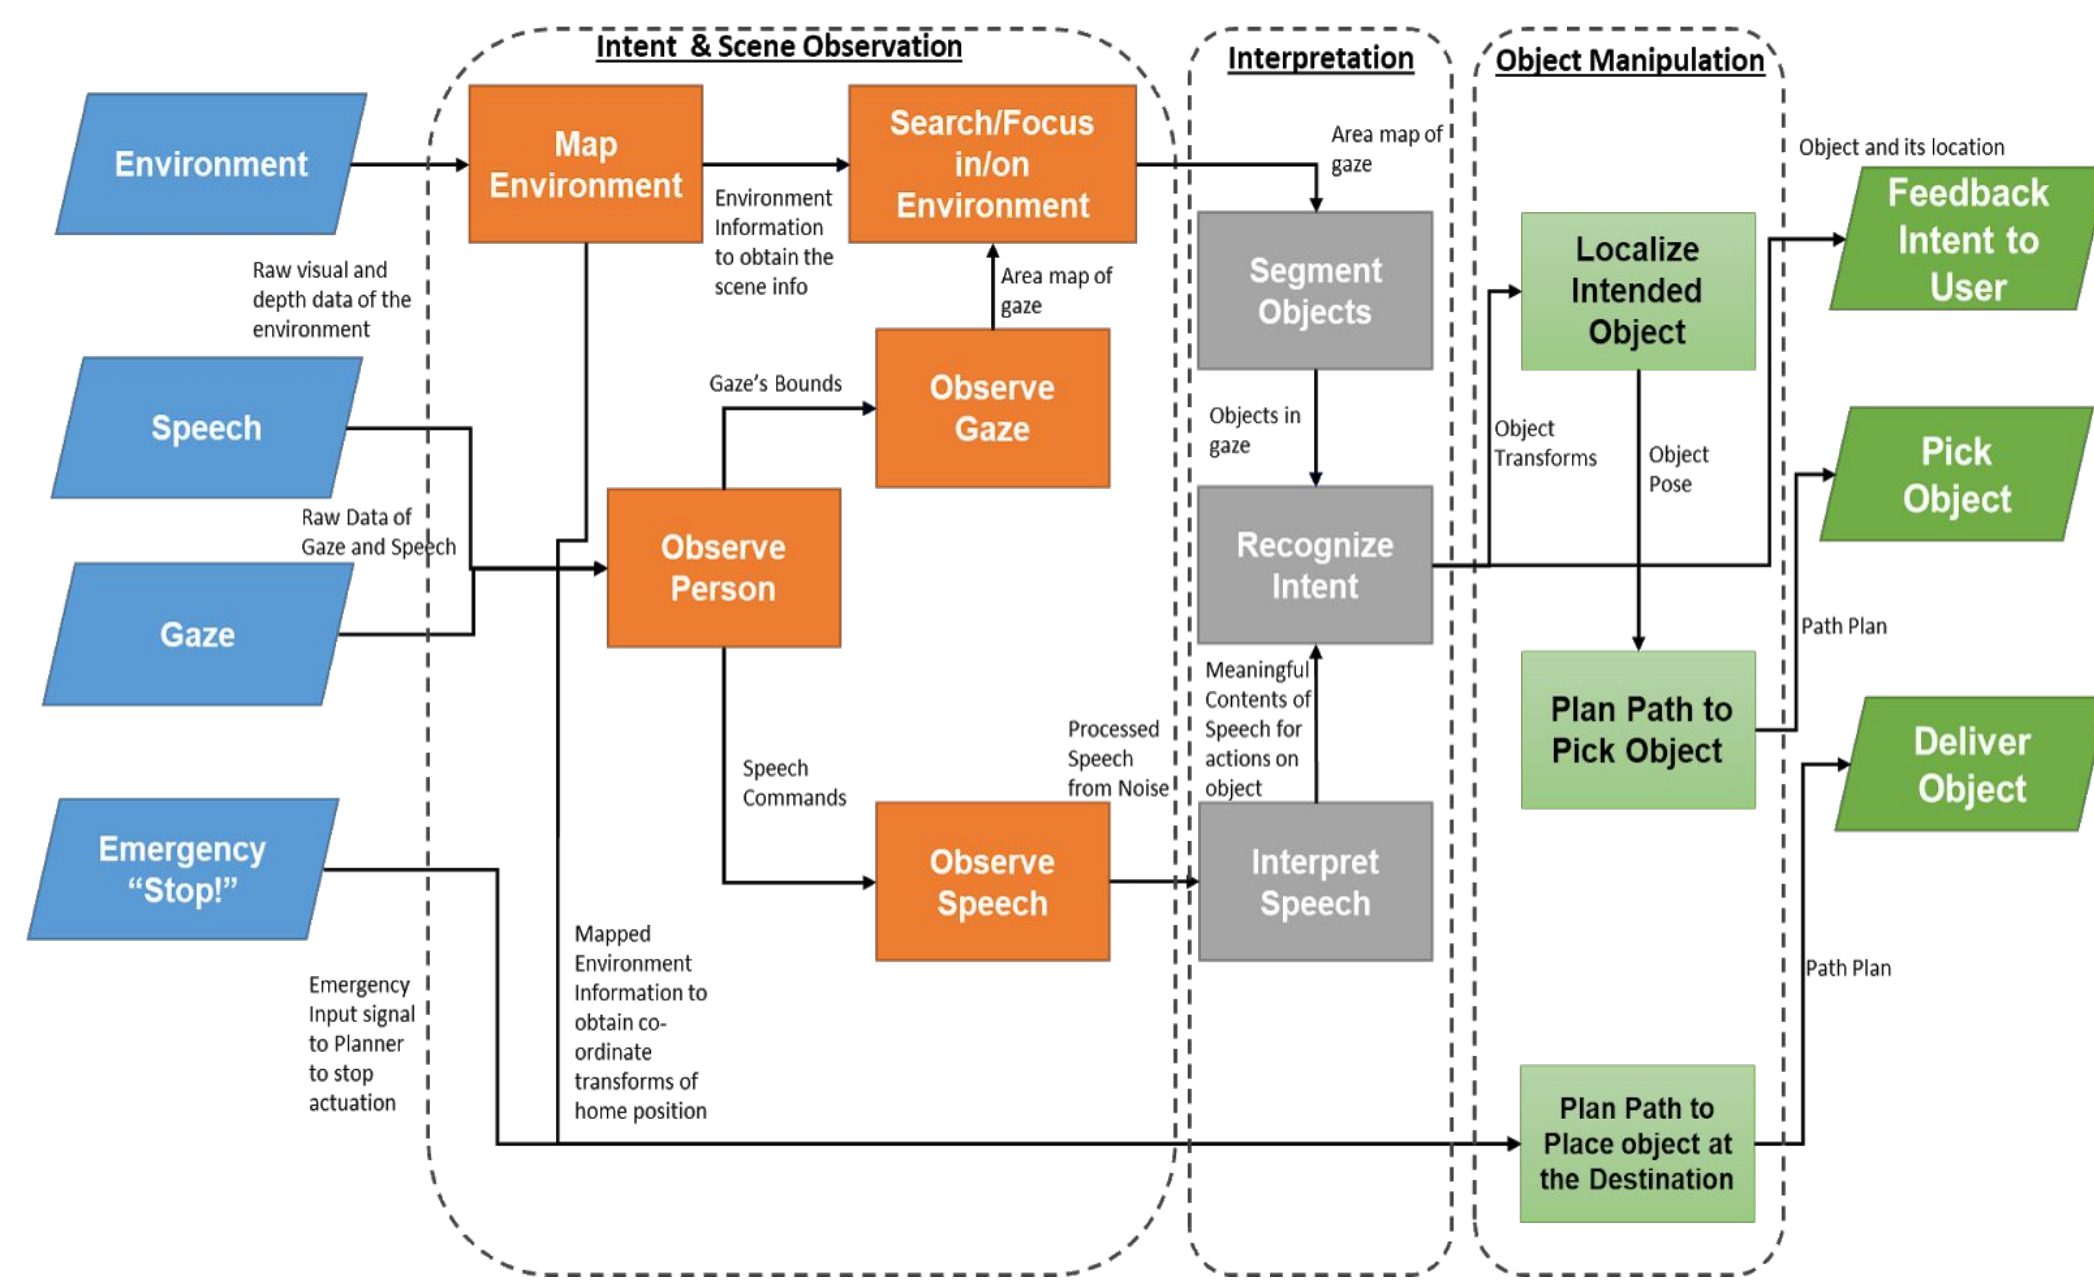 Intent & Scene Observation
Interpretation
Object Manipulation
Environment
Map
Environment
Search/Focus
in/on
Environment
Area map of
gaze
Object and its location
Feedback
Intent to
User
Environment
Information
to obtain the
scene info
Raw visual and
depth data of the
environment
Area map of
gaze
Segment
Objects
Localize
Intended
Object
Speech
Gaze's Bounds
Observe
Gaze
Objects in
gaze
Object
Transforms
Object
Pose
Pick
Object
Raw Data of
Gaze and Speech
Observe
Person
Recognize
Intent
Gaze
Path Plan
Meaningful
Contents of
Speech for
actions on
object
Plan Path to
Pick Object
Processed
Speech
from Noise
Deliver
Object
Speech
Commands
Emergency
“Stop!”
Observe
Speech
Interpret
Speech
Path Plan
Emergency
Input signal
to Planner
to stop
actuation
Mapped
Environment
Information to
obtain co-
ordinate
transforms of
home position
Plan Path to
Place object at
the Destination